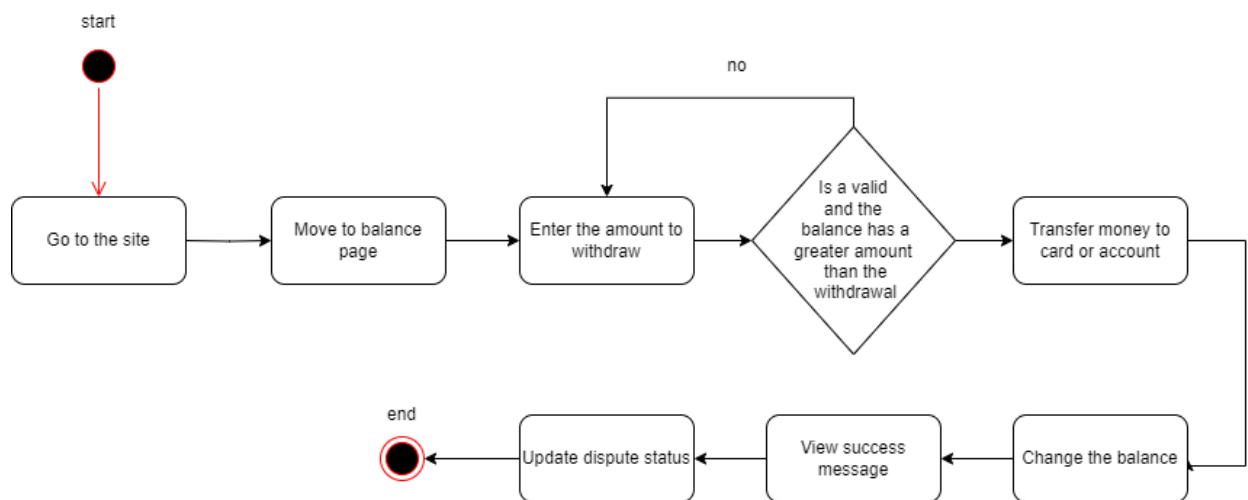 start
no
Go to the site
Move to balance
page
Enter the amount to
withdraw
Is a valid
and the
balance has a
greater amount
than the
withdrawal
Transfer money to
card or account
end
Update dispute status
View success
message
Change the balance